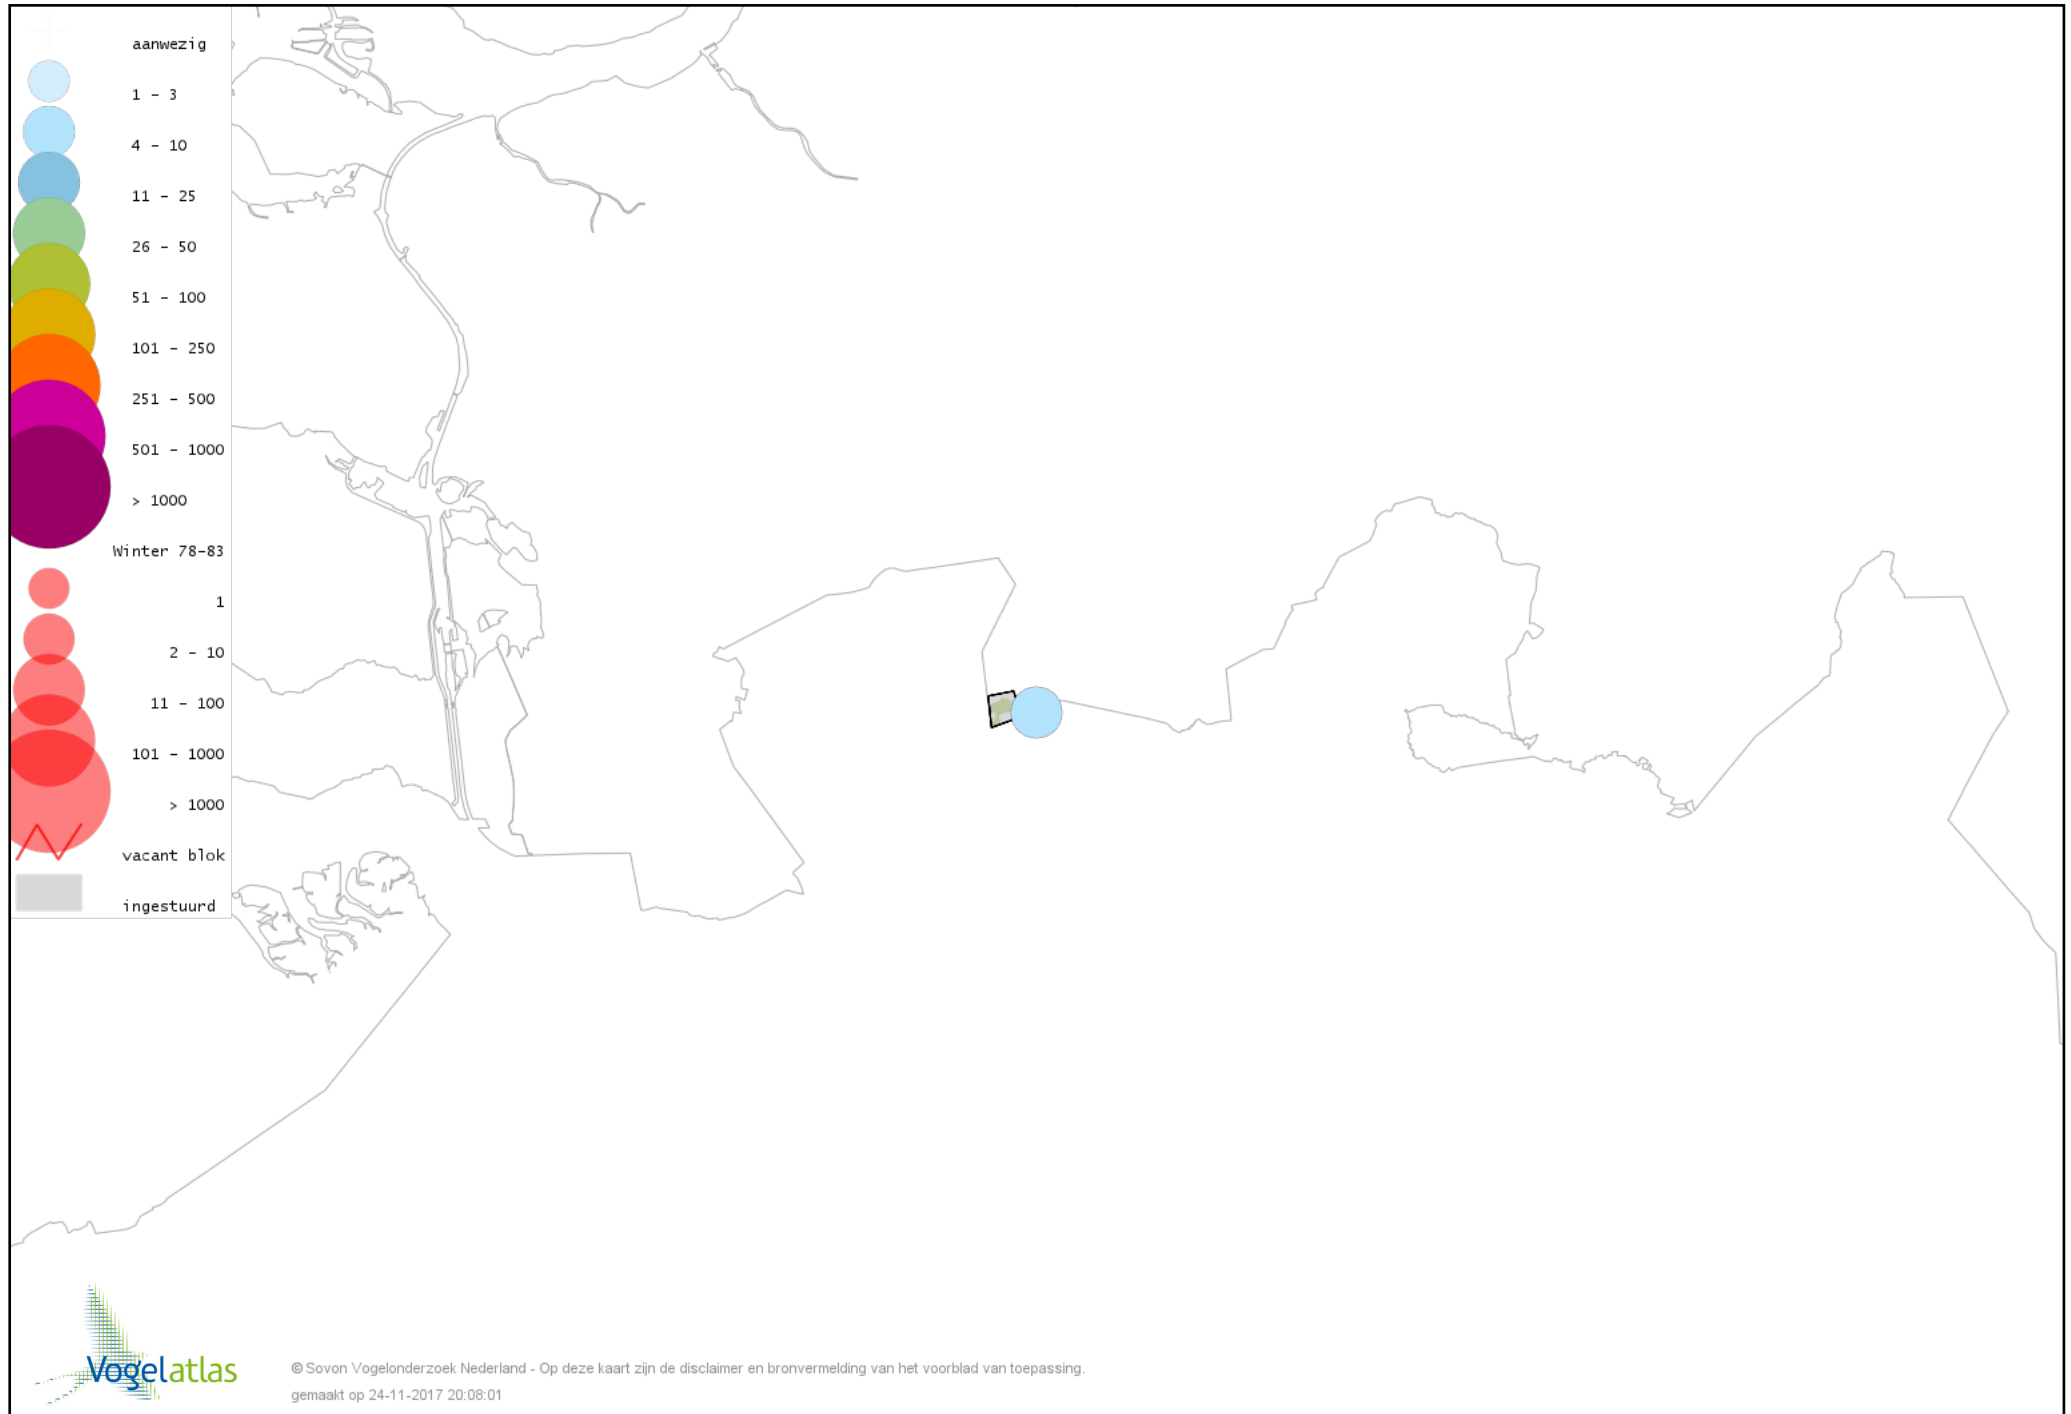 aanwezig
1 - 3
4 - 10
11 - 25
26 - 50
51 - 100
101 - 250
251 - 500
501 - 1000
> 1000
Winter 78-83
1
2 - 10
11 - 100
101 - 1000
> 1000
vacant blok
ingestuurd
Vogelatlas
© Sovon Vogelonderzoek Nederland - Op deze kaart zijn de disclaimer en bronvermelding van het voorblad van toepassing.
gemaakt op 24-11-2017 20:08:01